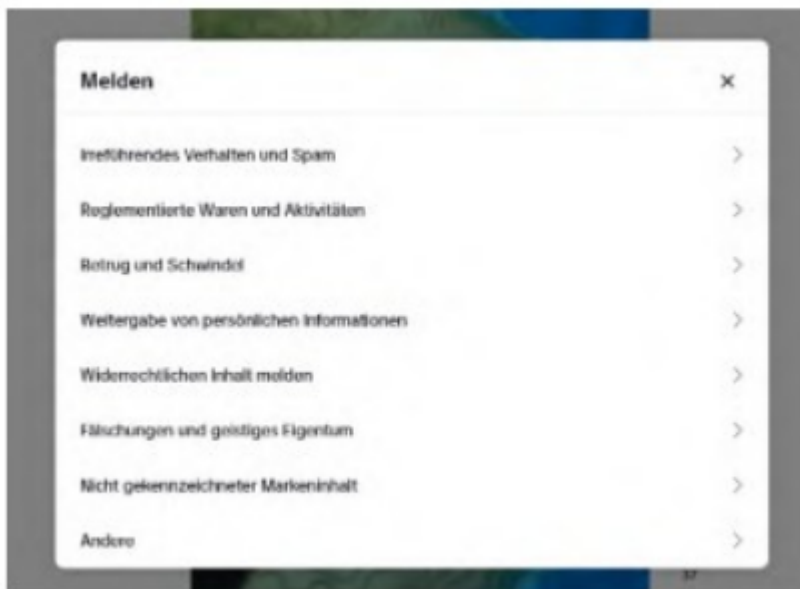 Melden
Irreführendes Verhalten und Spam
Reglementierte Waren und Aktivitäten
Betrug und Schwindel
Weitergabe von persönlichen Informationen
Widerrechtlichen Inhalt melden
Fälschungen und geistiges Eigentum
Nicht gekennzeichneter Markeninhalt
Andere